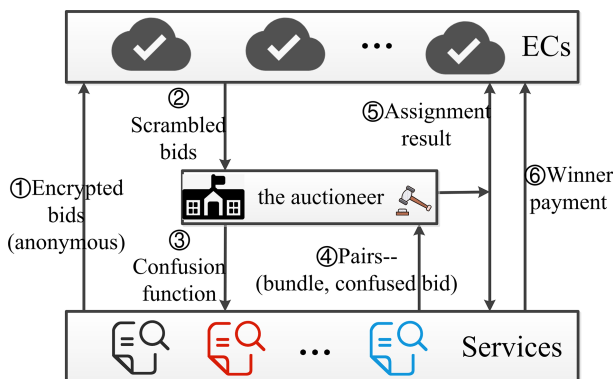 ECs
②
Scrambled
bids
⑤Assignment
result
①Encrypted
bids
(anonymous)
the auctioneer
⑥Winner
payment
③
Confusion
function
④Pairs--
(bundle, confused bid)
Services